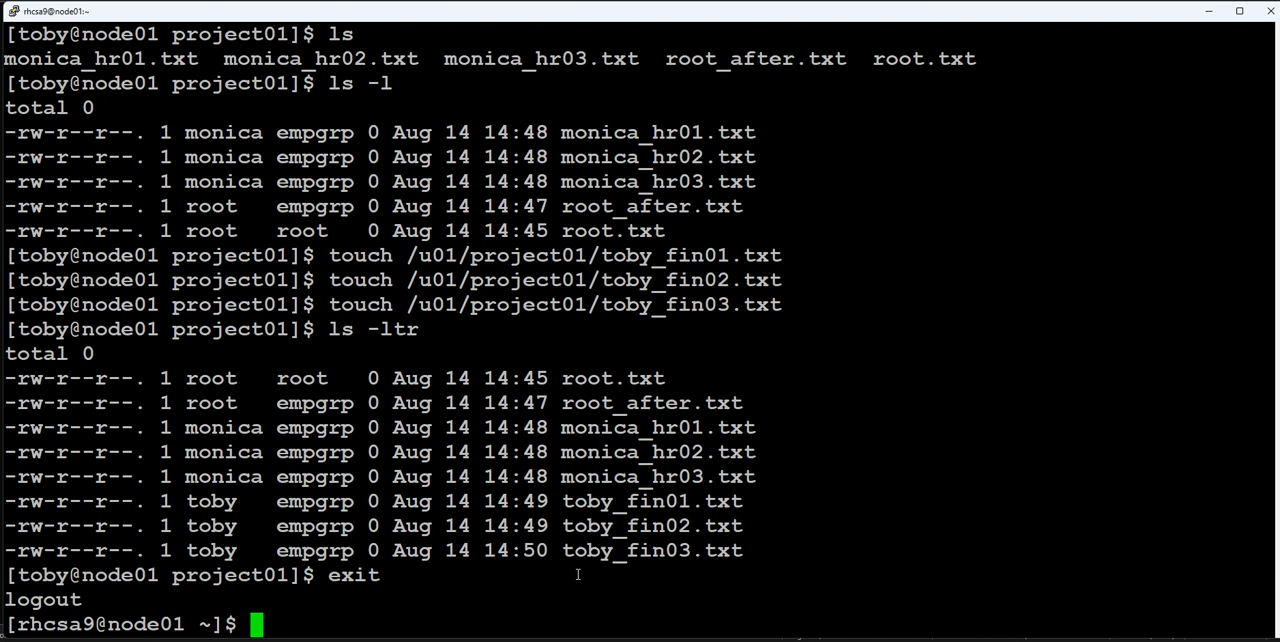 rhcsa9@node01:~
[toby@node01 project01]$ ls
monica_hr01.txt  monica_hr02.txt  monica_hr03.txt  root_after.txt  root.txt
[toby@node01 project01]$ ls -l
total 0
-rw-r--r--. 1 monica empgrp 0 Aug 14 14:48 monica_hr01.txt
-rw-r--r--. 1 monica empgrp 0 Aug 14 14:48 monica_hr02.txt
-rw-r--r--. 1 monica empgrp 0 Aug 14 14:48 monica_hr03.txt
-rw-r--r--. 1 root   empgrp 0 Aug 14 14:47 root_after.txt
-rw-r--r--. 1 root   root   0 Aug 14 14:45 root.txt
[toby@node01 project01]$ touch /u01/project01/toby_fin01.txt
[toby@node01 project01]$ touch /u01/project01/toby_fin02.txt
[toby@node01 project01]$ touch /u01/project01/toby_fin03.txt
[toby@node01 project01]$ ls -ltr
total 0
-rw-r--r--. 1 root   root   0 Aug 14 14:45 root.txt
-rw-r--r--. 1 root   empgrp 0 Aug 14 14:47 root_after.txt
-rw-r--r--. 1 monica empgrp 0 Aug 14 14:48 monica_hr01.txt
-rw-r--r--. 1 monica empgrp 0 Aug 14 14:48 monica_hr02.txt
-rw-r--r--. 1 monica empgrp 0 Aug 14 14:48 monica_hr03.txt
-rw-r--r--. 1 toby   empgrp 0 Aug 14 14:49 toby_fin01.txt
-rw-r--r--. 1 toby   empgrp 0 Aug 14 14:49 toby_fin02.txt
-rw-r--r--. 1 toby   empgrp 0 Aug 14 14:50 toby_fin03.txt
[toby@node01 project01]$ exit
logout
[rhcsa9@node01 ~]$